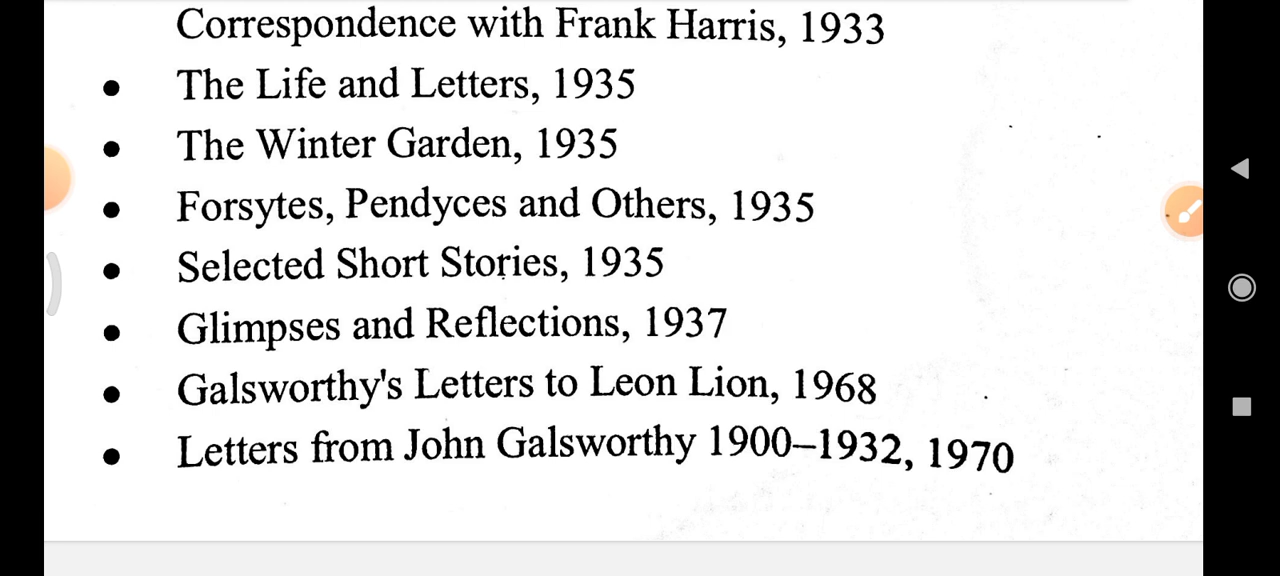 Correspondence with Frank Harris, 1933
• The Life and Letters, 1935
• The Winter Garden, 1935
• Forsytes, Pendyces and Others, 1935
• Selected Short Stories, 1935
• Glimpses and Reflections, 1937
• Galsworthy's Letters to Leon Lion, 1968
• Letters from John Galsworthy 1900–1932, 1970